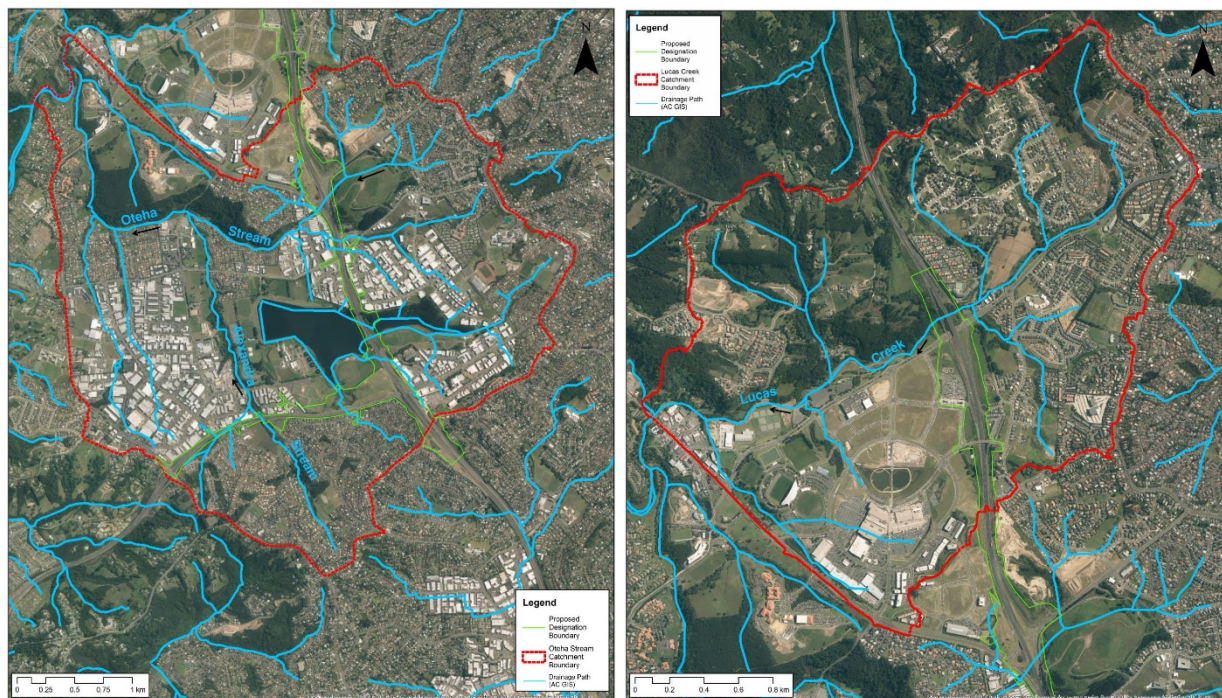 N
Oteha
Stream
Stream
Legend
Proposed
Designation
Boundary
Oteha Stream
Catchment
Boundary
Drainage Path
(AC GIS)
0 0.25 0.5 0.75 1 km
Legend
Proposed
Designation
Boundary
Lucas Creek
Catchment
Boundary
Drainage Path
(AC GIS)
N
Lucas
Creek
0 0.2 0.4 0.6 0.8 km